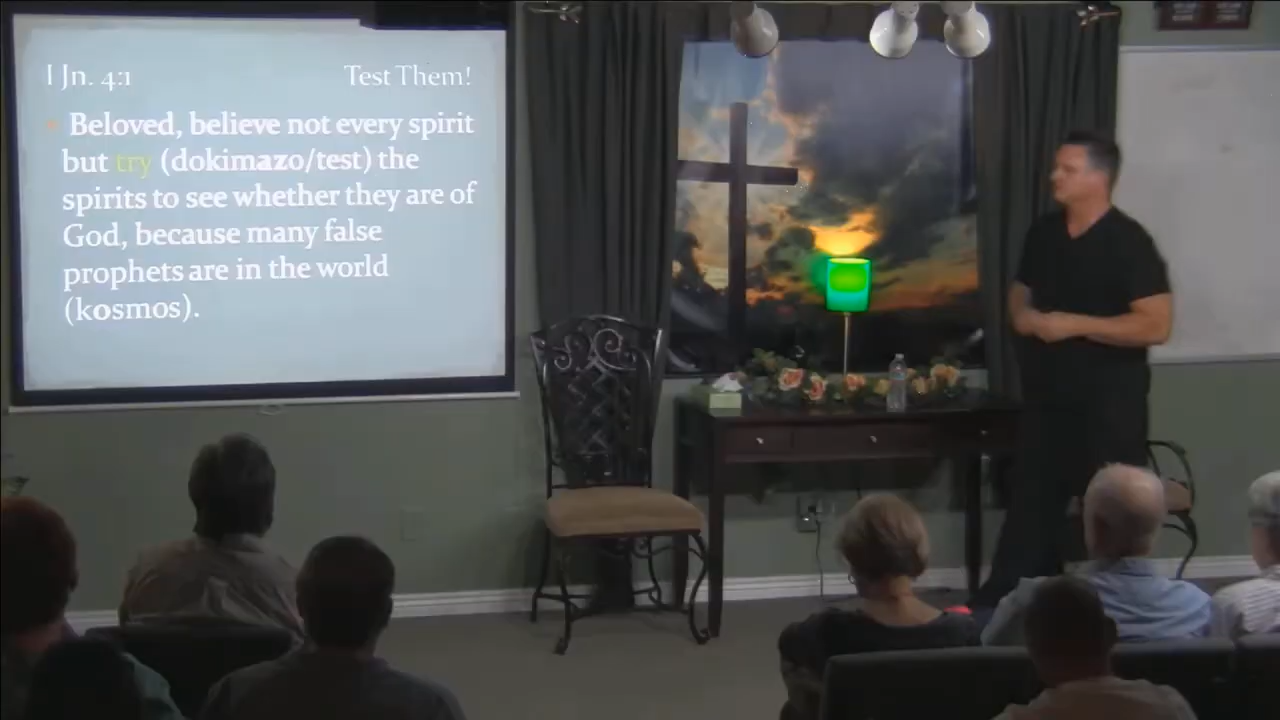 I Jn. 4:1 Test Them!
Beloved, believe not every spirit
but try (dokimazo/test) the
spirits to see whether they are of
God, because many false
prophets are in the world
(kosmos).